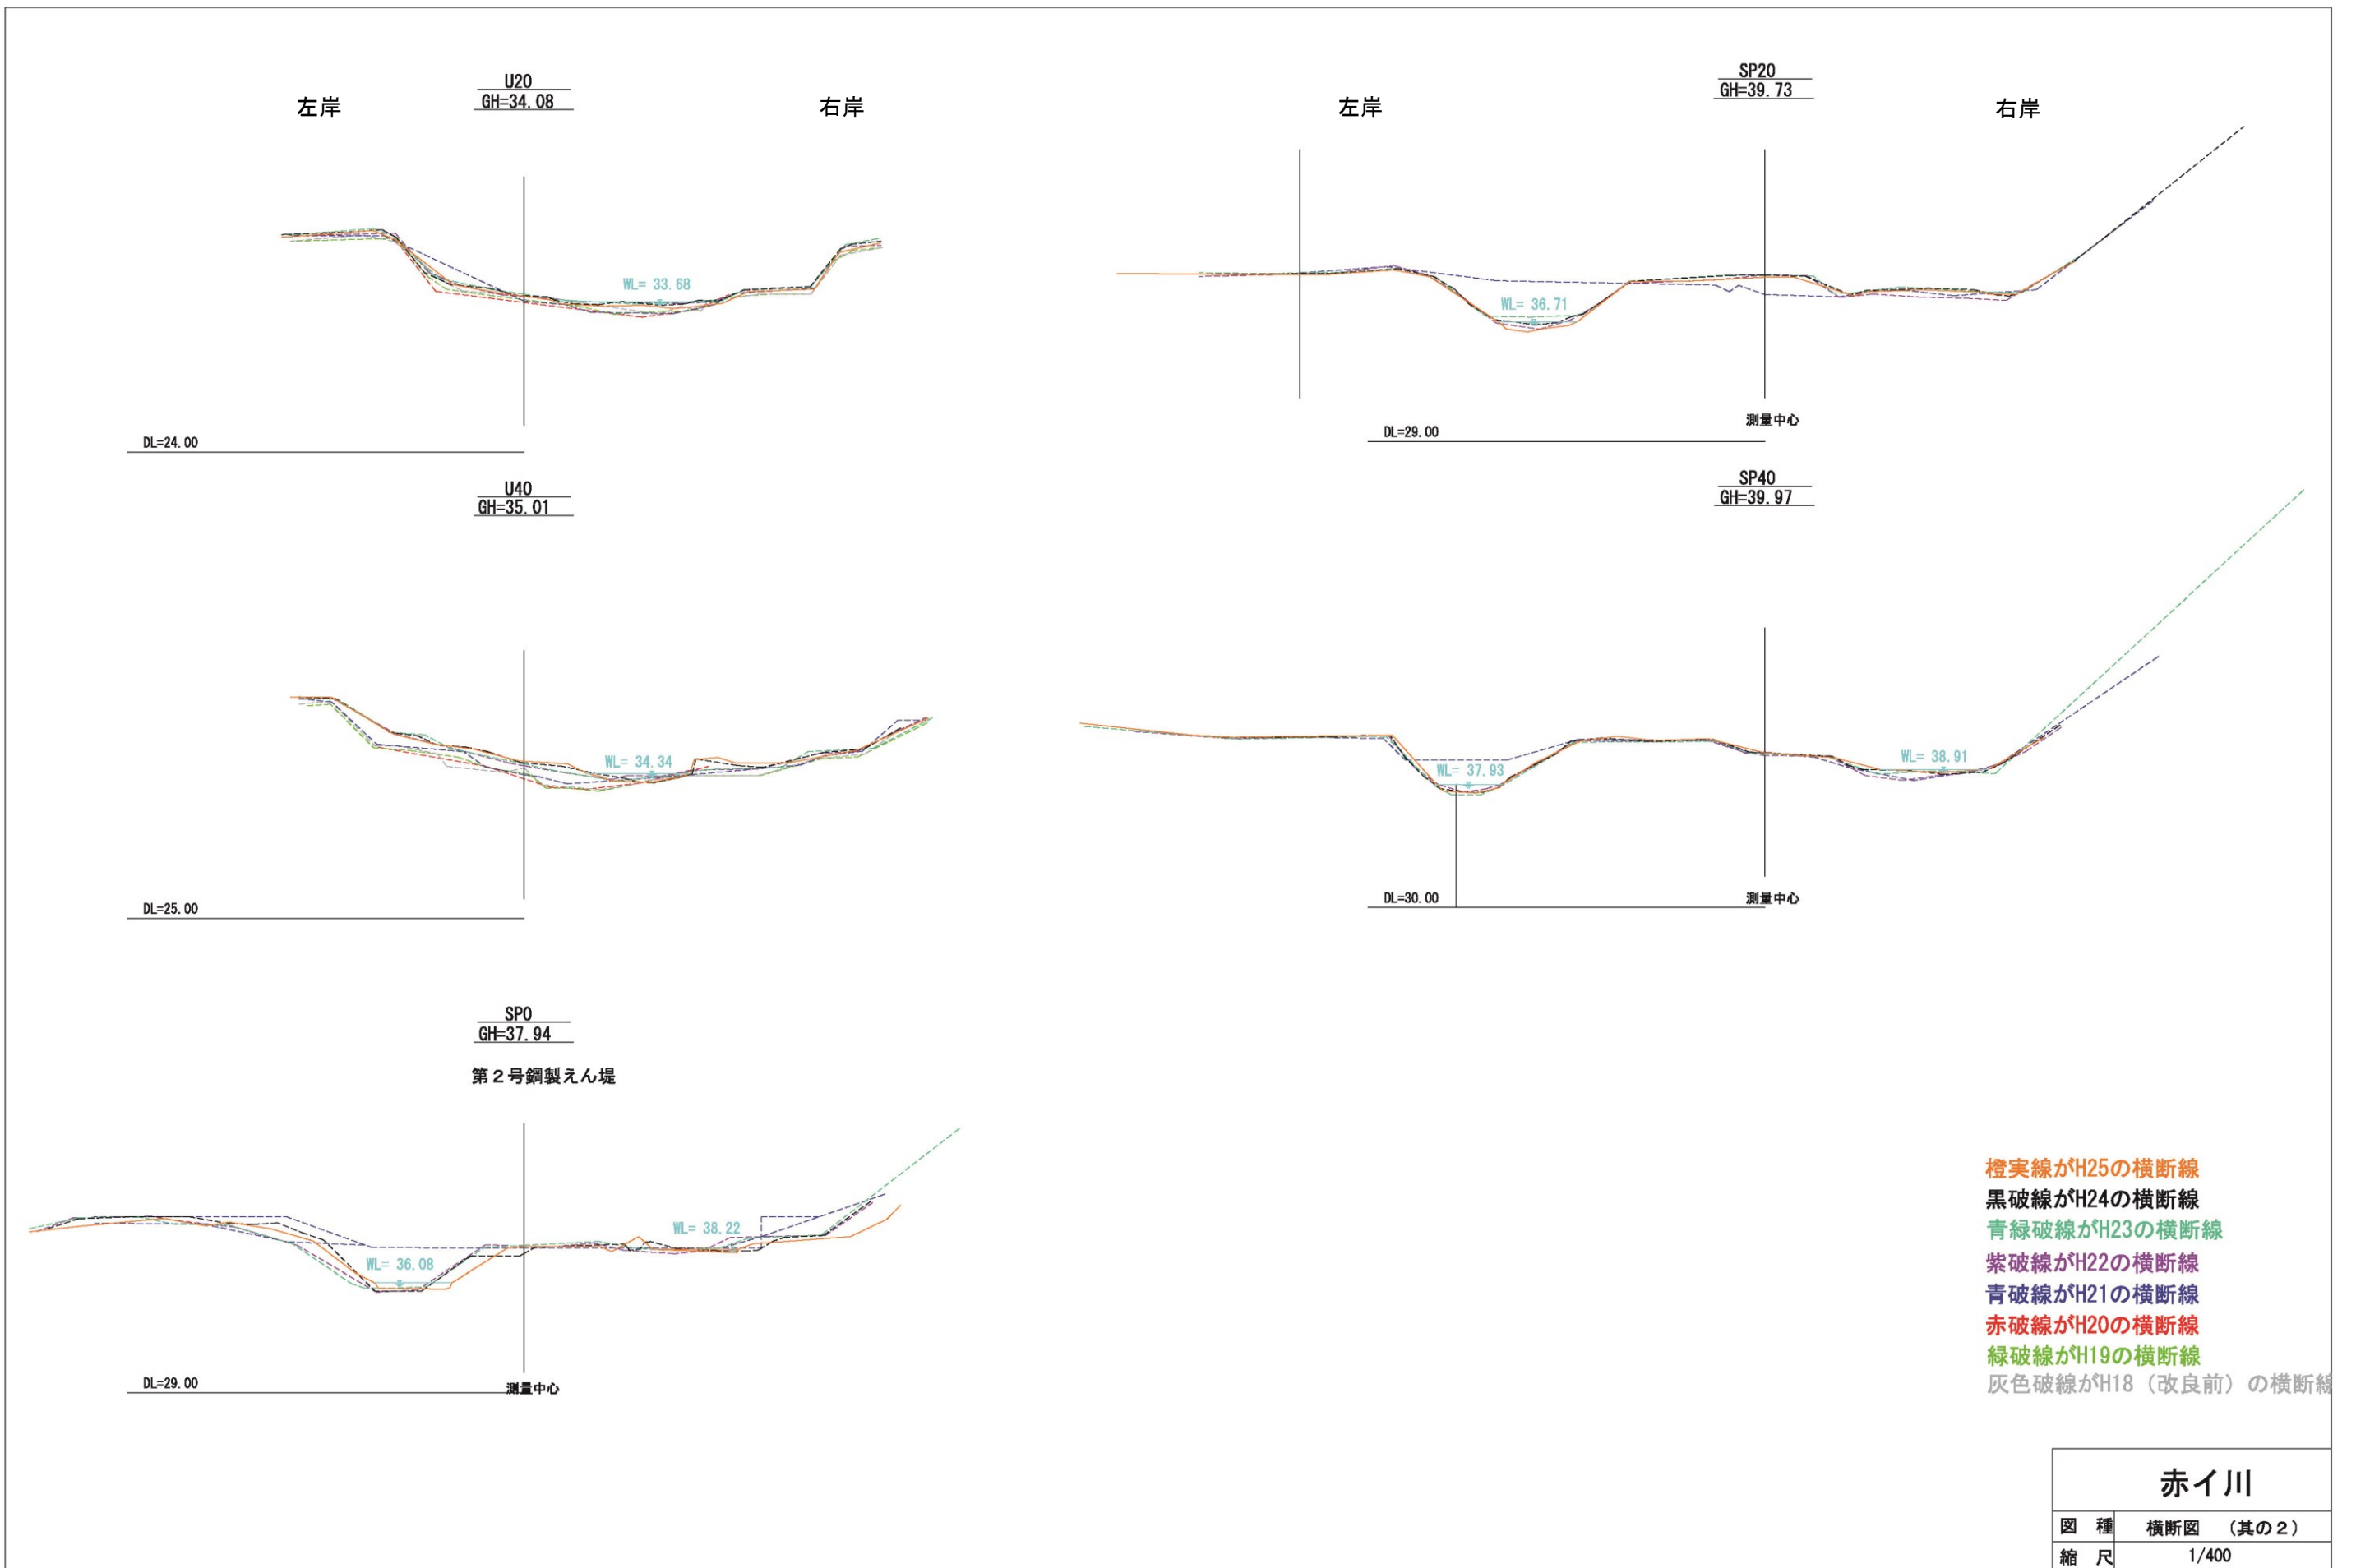 U20
GH=34.08
左岸
右岸
WL= 33.68
DL=24.00
SP20
GH=39.73
左岸
右岸
WL= 36.71
測量中心
DL=29.00
U40
GH=35.01
WL= 34.34
DL=25.00
SP40
GH=39.97
WL= 37.93
WL= 38.91
DL=30.00
測量中心
SP0
GH=37.94
第2号鋼製えん堤
WL= 38.22
WL= 36.08
DL=29.00
測量中心
橙実線がH25の横断線
黒破線がH24の横断線
青緑破線がH23の横断線
紫破線がH22の横断線
青破線がH21の横断線
赤破線がH20の横断線
緑破線がH19の横断線
灰色破線がH18（改良前）の横断線
赤イ川
図 種 横断図 （其の2）
縮 尺 1/400